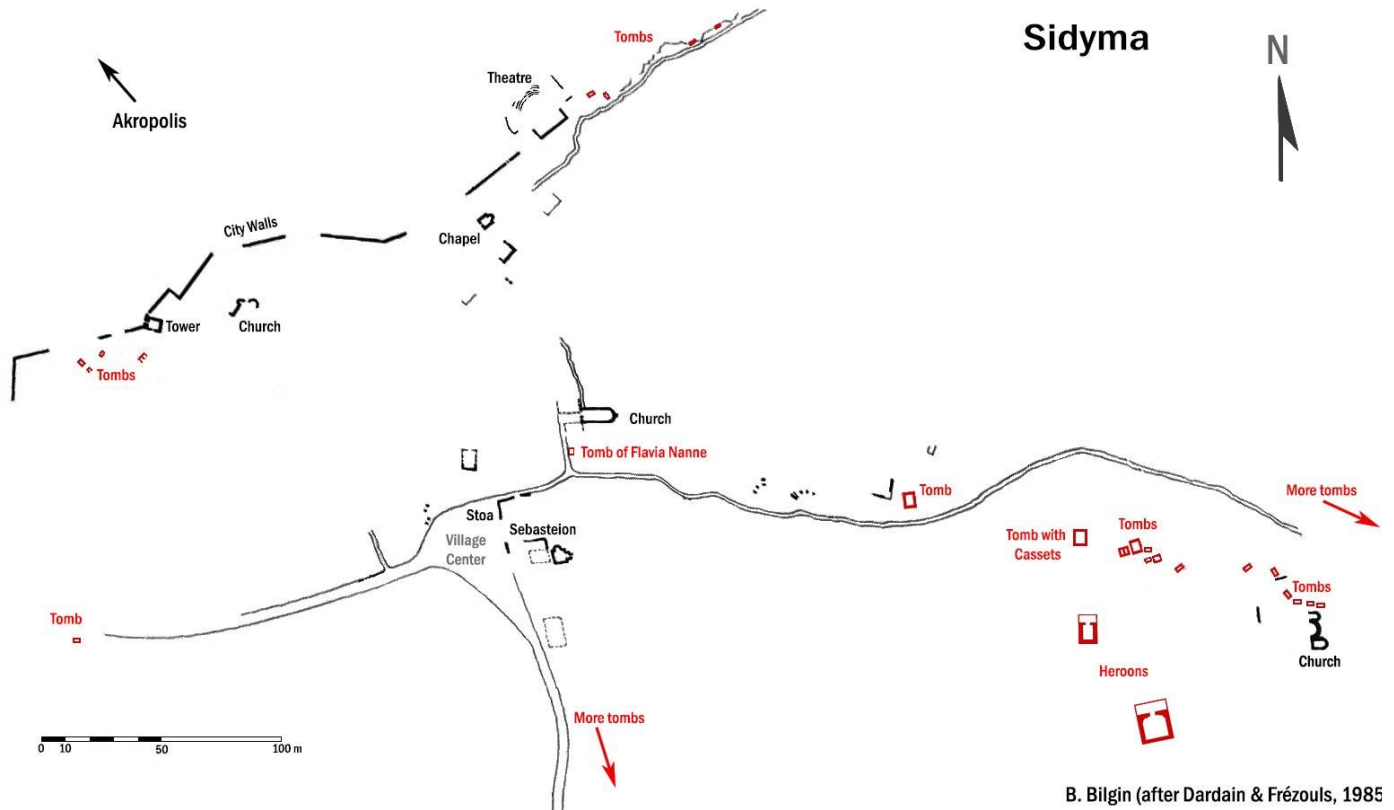 Sidyma
N
Tombs
Theatre
Akropolis
City Walls
Chapel
Tower
Church
Tombs
Church
Tomb of Flavia Nanne
Tomb
More tombs
Stoa
Sebasteion
Village
Center
Tomb with
Cassets
Tombs
Tombs
Tomb
Church
Heroons
More tombs
0 10 50 100 m
B. Bilgin (after Dardain & Frézouls, 1985